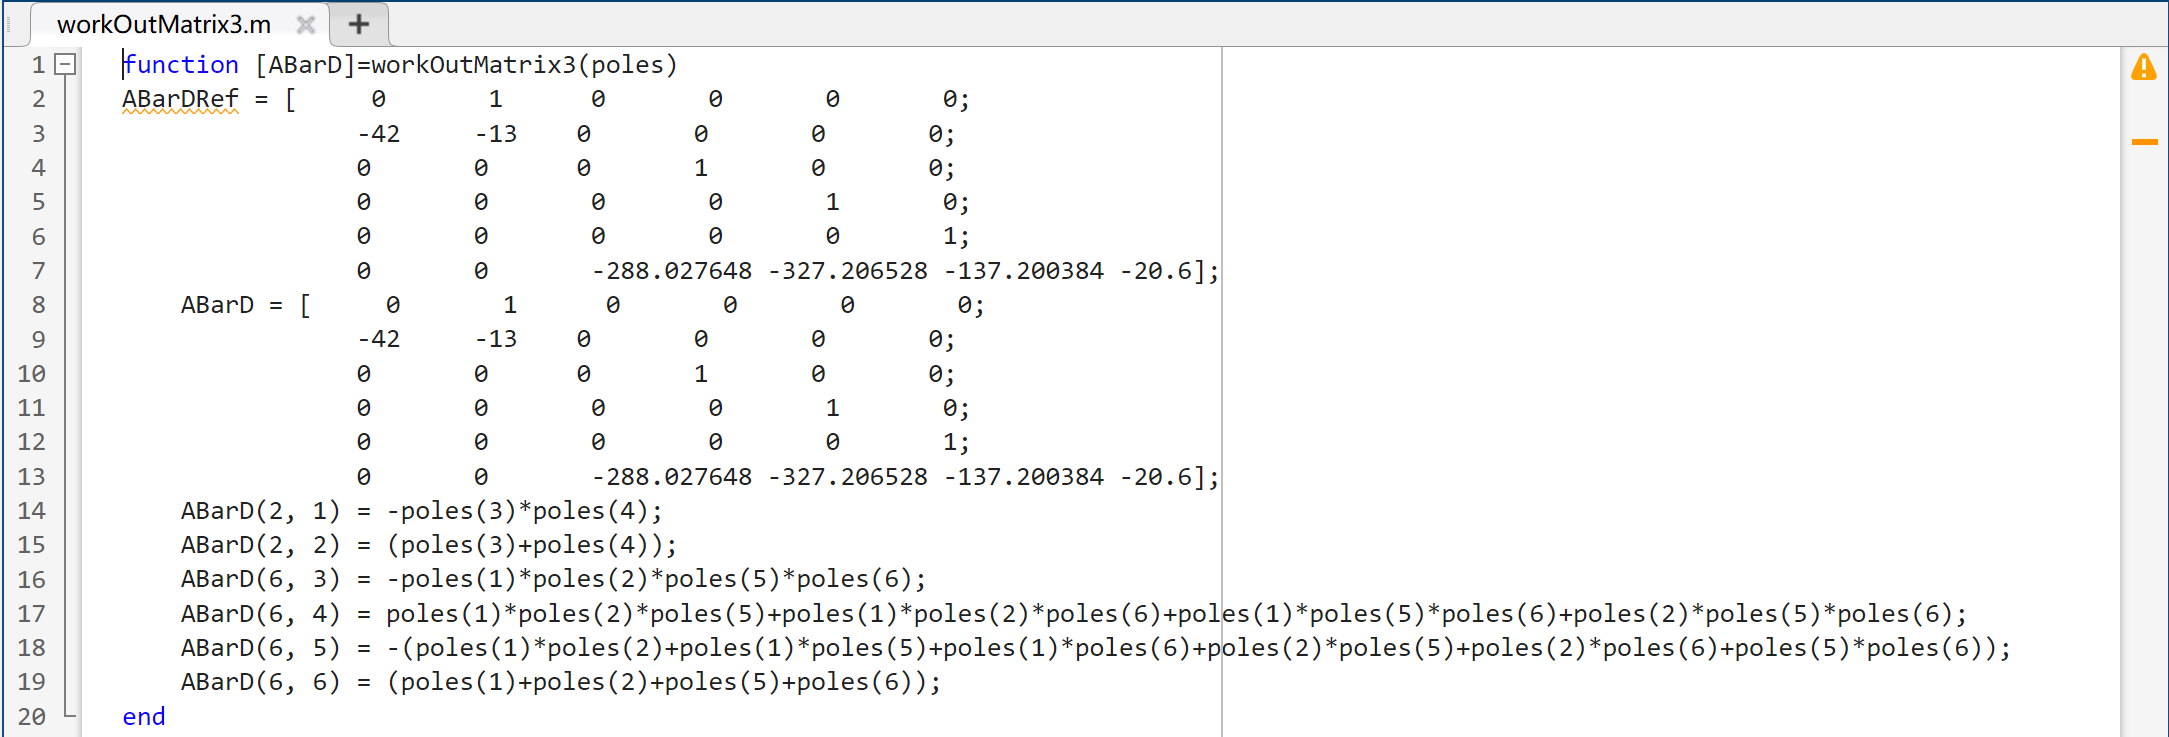 workOutMatrix3.m
1 function [ABarD]=workOutMatrix3(poles)
2 ABarDRef = [ 0 1 0 0 0 0;
3 -42 -13 0 0 0 0;
4 0 0 0 1 0 0;
5 0 0 0 0 1 0;
6 0 0 0 0 0 1;
7 0 0 -288.027648 -327.206528 -137.200384 -20.6];
8 ABarD = [ 0 1 0 0 0 0;
9 -42 -13 0 0 0 0;
10 0 0 0 1 0 0;
11 0 0 0 0 1 0;
12 0 0 0 0 0 1;
13 0 0 -288.027648 -327.206528 -137.200384 -20.6];
14 ABarD(2, 1) = -poles(3)*poles(4);
15 ABarD(2, 2) = (poles(3)+poles(4));
16 ABarD(6, 3) = -poles(1)*poles(2)*poles(5)*poles(6);
17 ABarD(6, 4) = poles(1)*poles(2)*poles(5)+poles(1)*poles(2)*poles(6)+poles(1)*poles(5)*poles(6)+poles(2)*poles(5)*poles(6);
18 ABarD(6, 5) = -(poles(1)*poles(2)+poles(1)*poles(5)+poles(1)*poles(6)+poles(2)*poles(5)+poles(2)*poles(6)+poles(5)*poles(6));
19 ABarD(6, 6) = (poles(1)+poles(2)+poles(5)+poles(6));
20 end